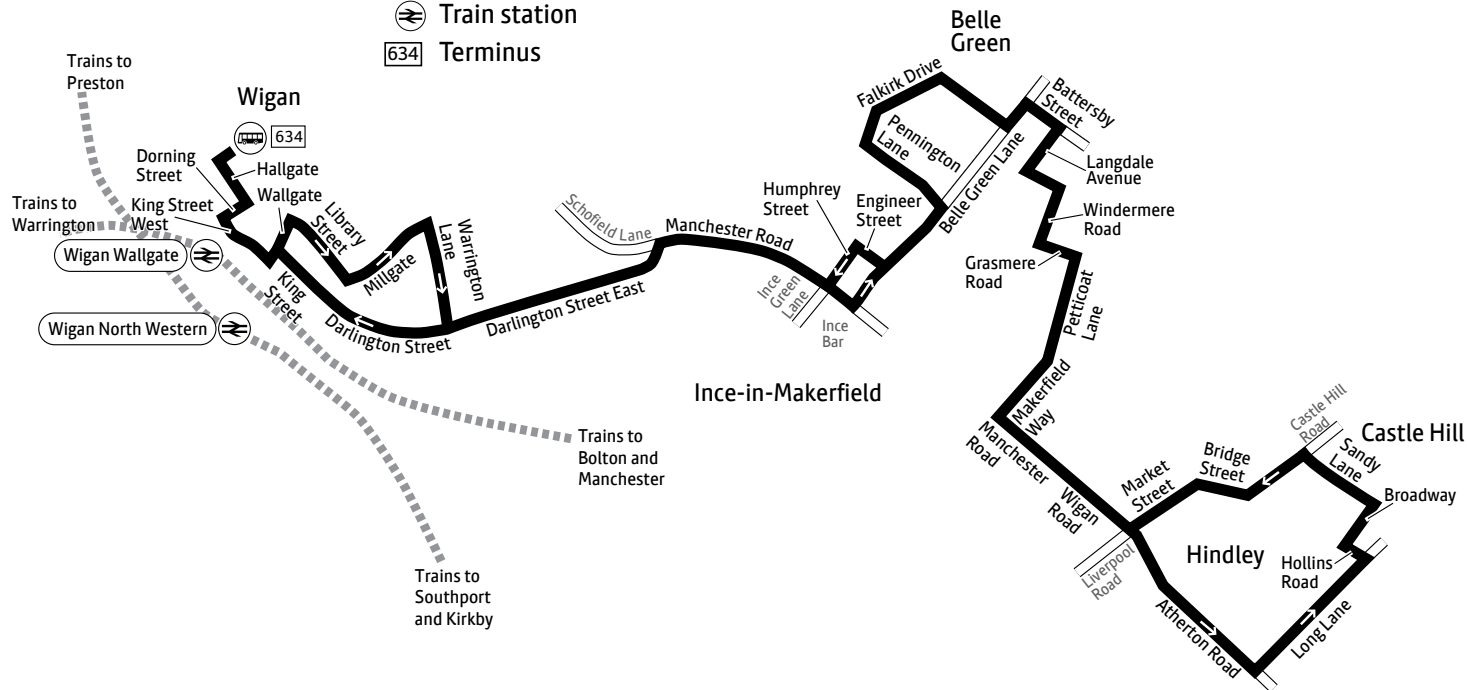 Train station
634 Terminus
Belle
Green
Trains to
Preston
Wigan
634
Falkirk Drive
Battersby
Street
Pennington
Lane
Dorning
Street
Hallgate
Langdale
Avenue
Belle Green Lane
Humphrey
Street
Engineer
Street
Wallgate
King Street
West
Library
Street
Trains to
Warrington
Schofield Lane
Manchester Road
Windermere
Road
Wigan Wallgate
Millgate
Warrington
Lane
Grasmere
Road
Ince
Green
Lane
King
Street
Darlington Street East
Petticoat
Lane
Wigan North Western
Darlington Street
Ince
Bar
Ince-in-Makerfield
Makerfield
Way
Castle Hill
Road
Castle Hill
Trains to
Bolton and
Manchester
Manchester
Road
Bridge
Street
Sandy
Lane
Market
Street
Broadway
Wigan
Road
Hindley
Liverpool
Road
Hollins
Road
Trains to
Southport
and Kirkby
Atherton Road
Long Lane